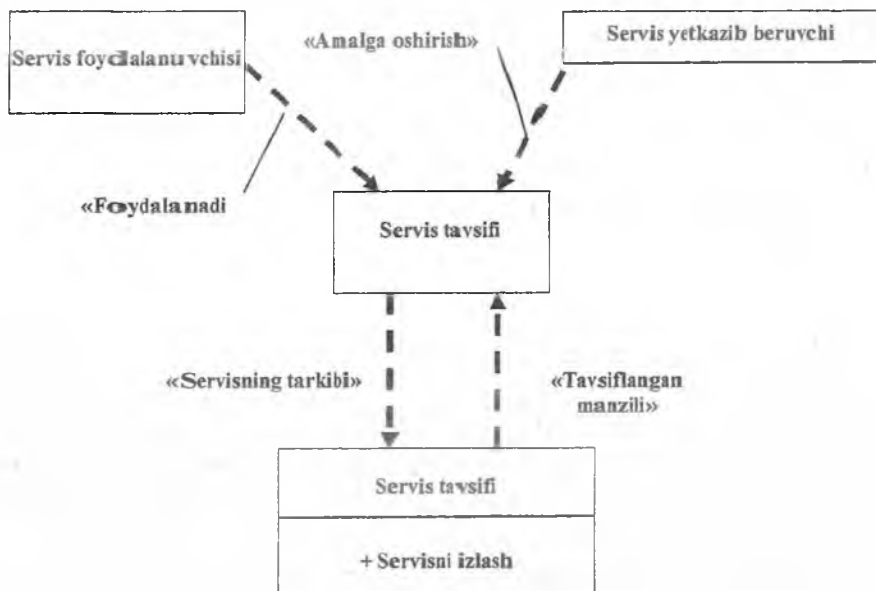 Servis foydalanuvchisi
«Amalga oshirish»
Servis yetkazib beruvchi
«Foydalanadi
Servis tavsifi
«Servisning tarkibi»
«Tavsiflangan
manzili»
Servis tavsifi
+ Servisni izlash